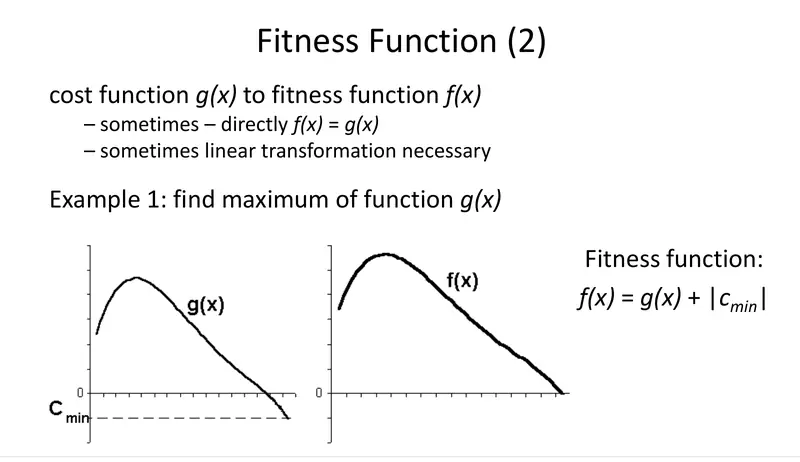 Fitness Function (2)
cost function g(x) to fitness function f(x)
– sometimes – directly f(x) = g(x)
– sometimes linear transformation necessary
Example 1: find maximum of function g(x)
g(x)
0
C min
f(x)
0
Fitness function:
f(x) = g(x) + |cmin|